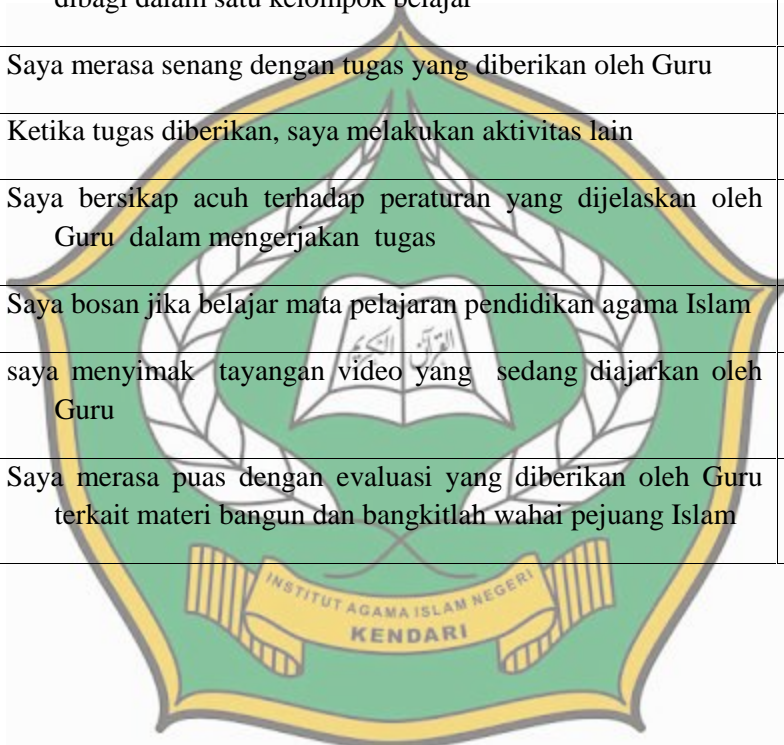 dibagi dalam satu kelompok belajar
Saya merasa senang dengan tugas yang diberikan oleh Guru
Ketika tugas diberikan, saya melakukan aktivitas lain
Saya bersikap acuh terhadap peraturan yang dijelaskan oleh
Guru dalam mengerjakan tugas
Saya bosan jika belajar mata pelajaran pendidikan agama Islam
القرآن الكريم
saya menyimak tayangan video yang sedang diajarkan oleh
Guru
Saya merasa puas dengan evaluasi yang diberikan oleh Guru
terkait materi bangun dan bangkitlah wahai pejuang Islam
INSTITUT AGAMA ISLAM NEGERI
KENDARI